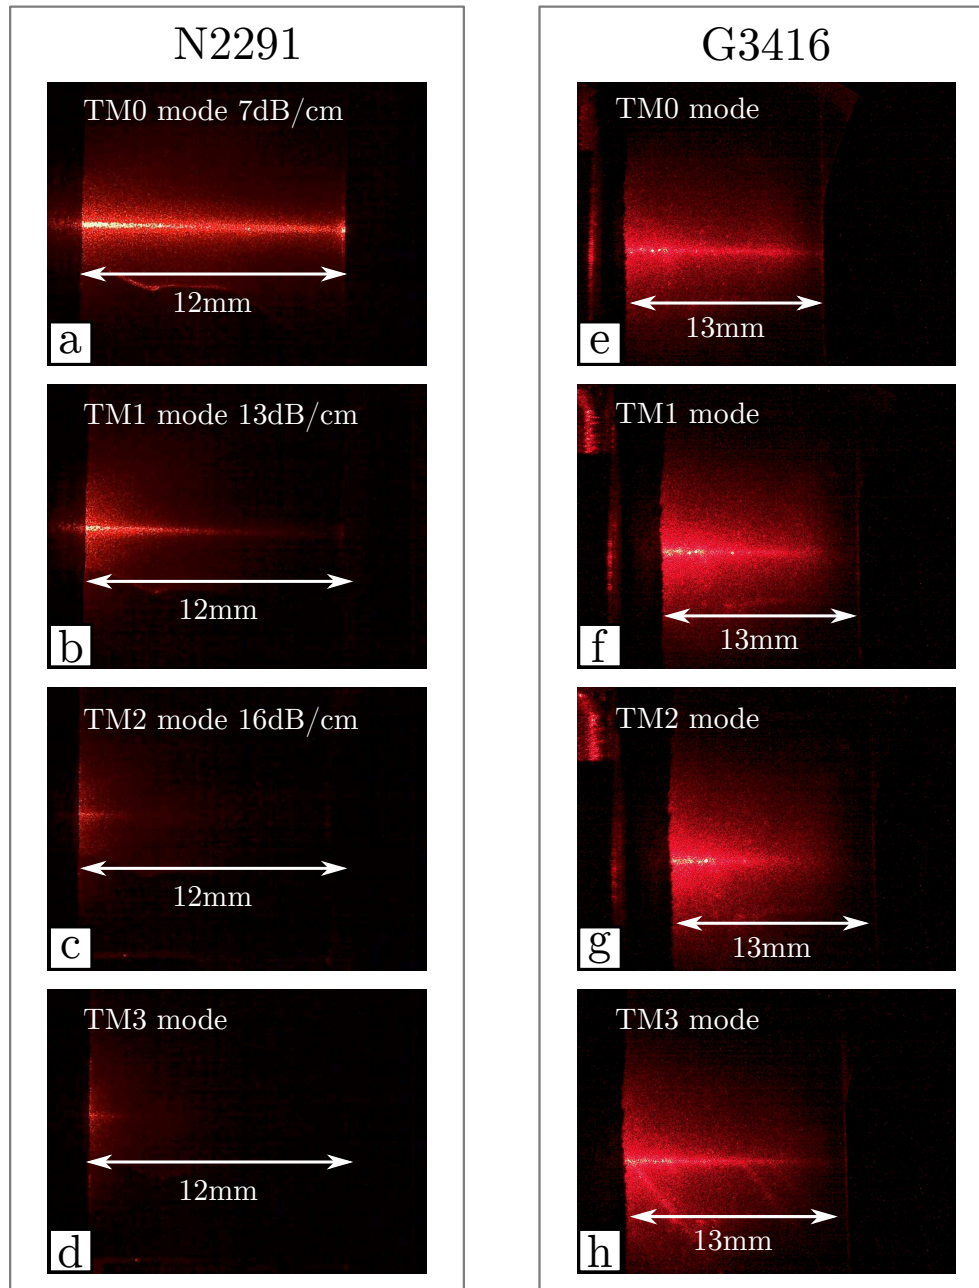 N2291
TM0 mode 7dB/cm
12mm
a
TM1 mode 13dB/cm
12mm
b
TM2 mode 16dB/cm
12mm
c
TM3 mode
12mm
d
G3416
TM0 mode
13mm
e
TM1 mode
13mm
f
TM2 mode
13mm
g
TM3 mode
13mm
h